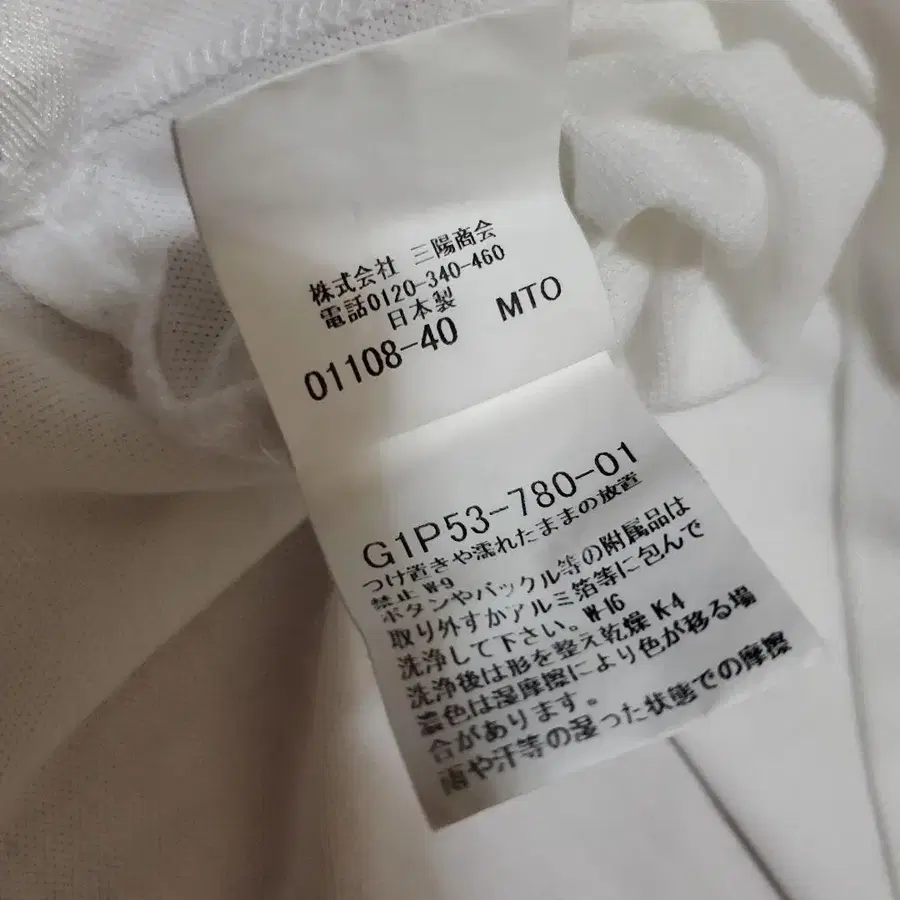 株式会社 三陽商会
電話0120-340-460
日本製
01108-40 MTO
G1P53-780-01
つけ置きや濡れたままの放置
禁止 W-9
ボタンやバックル等の附属品は
取り外すかアルミ箔等に包んで
洗浄して下さい。W-16
洗浄後は形を整え乾燥 K-4
濃色は湿摩擦により色が移る場
合があります。
雨や汗等の湿った状態での摩擦